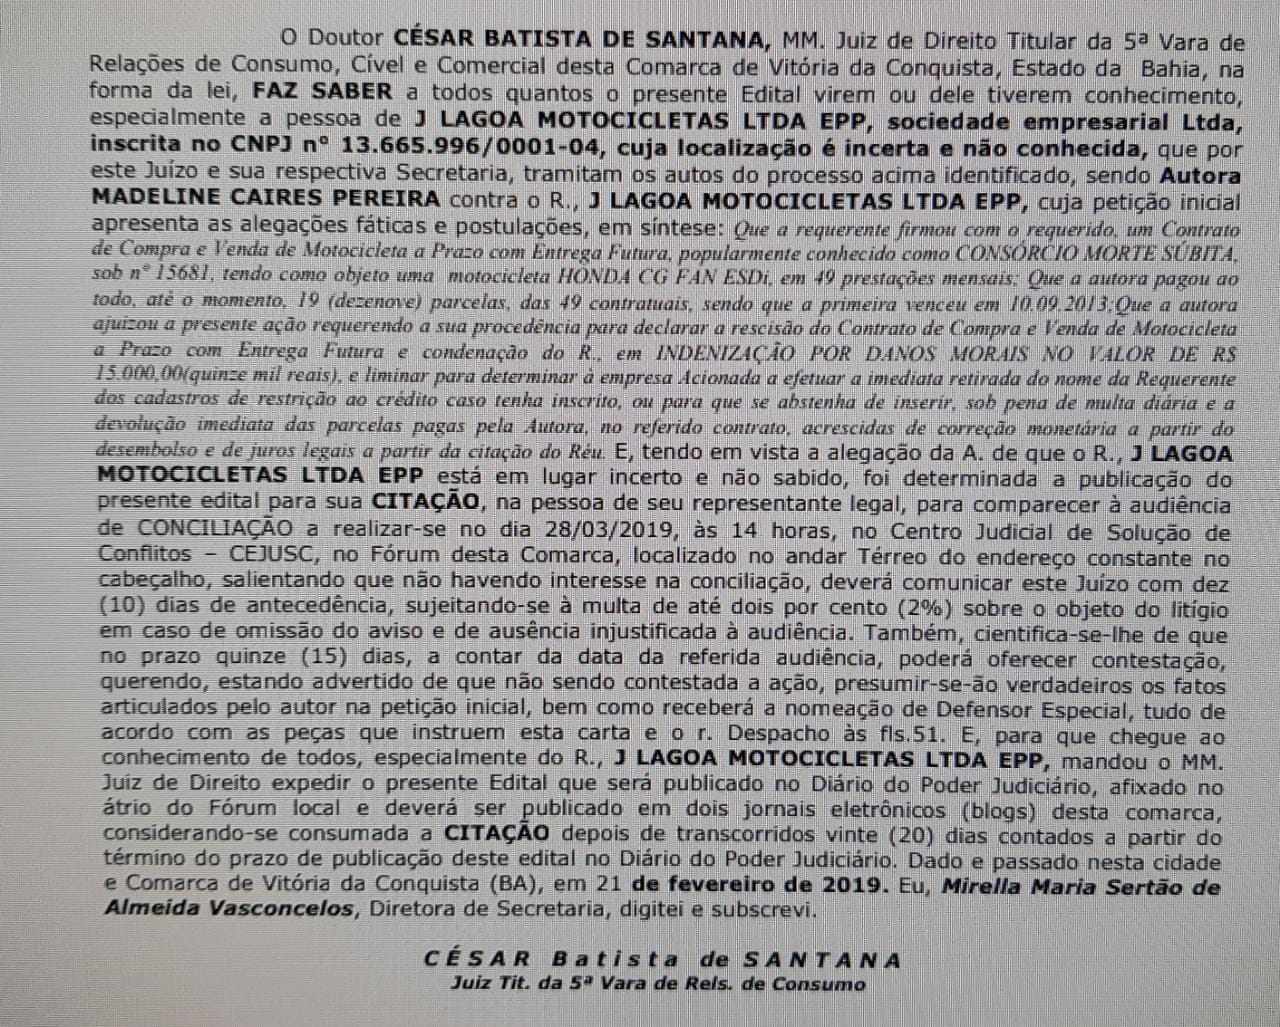 O Doutor CÉSAR BATISTA DE SANTANA, MM. Juiz de Direito Titular da 5ª Vara de
Relações de Consumo, Cível e Comercial desta Comarca de Vitória da Conquista, Estado da Bahia, na
forma da lei, FAZ SABER a todos quantos o presente Edital virem ou dele tiverem conhecimento,
especialmente a pessoa de J LAGOA MOTOCICLETAS LTDA EPP, sociedade empresarial Ltda,
inscrita no CNPJ nº 13.665.996/0001-04, cuja localização é incerta e não conhecida, que por
este Juízo e sua respectiva Secretaria, tramitam os autos do processo acima identificado, sendo Autora
MADELINE CAIRES PEREIRA contra o R., J LAGOA MOTOCICLETAS LTDA EPP, cuja petição inicial
apresenta as alegações fáticas e postulações, em síntese: Que a requerente firmou com o requerido, um Contrato
de Compra e Venda de Motocicleta a Prazo com Entrega Futura, popularmente conhecido como CONSÓRCIO MORTE SÚBITA,
sob nº 15681, tendo como objeto uma motocicleta HONDA CG FAN ESDi, em 49 prestações mensais; Que a autora pagou ao
todo, até o momento, 19 (dezenove) parcelas, das 49 contratuais, sendo que a primeira venceu em 10.09.2013;Que a autora
ajuizou a presente ação requerendo a sua procedência para declarar a rescisão do Contrato de Compra e Venda de Motocicleta
a Prazo com Entrega Futura e condenação do R., em INDENIZAÇÃO POR DANOS MORAIS NO VALOR DE R$
15.000,00(quinze mil reais), e liminar para determinar à empresa Acionada a efetuar a imediata retirada do nome da Requerente
dos cadastros de restrição ao crédito caso tenha inscrito, ou para que se abstenha de inserir, sob pena de multa diária e a
devolução imediata das parcelas pagas pela Autora, no referido contrato, acrescidas de correção monetária a partir do
desembolso e de juros legais a partir da citação do Réu. E, tendo em vista a alegação da A. de que o R., J LAGOA
MOTOCICLETAS LTDA EPP está em lugar incerto e não sabido, foi determinada a publicação do
presente edital para sua CITAÇÃO, na pessoa de seu representante legal, para comparecer à audiência
de CONCILIAÇÃO a realizar-se no dia 28/03/2019, às 14 horas, no Centro Judicial de Solução de
Conflitos – CEJUSC, no Fórum desta Comarca, localizado no andar Térreo do endereço constante no
cabeçalho, salientando que não havendo interesse na conciliação, deverá comunicar este Juízo com dez
(10) dias de antecedência, sujeitando-se à multa de até dois por cento (2%) sobre o objeto do litígio
em caso de omissão do aviso e de ausência injustificada à audiência. Também, cientifica-se-lhe de que
no prazo quinze (15) dias, a contar da data da referida audiência, poderá oferecer contestação,
querendo, estando advertido de que não sendo contestada a ação, presumir-se-ão verdadeiros os fatos
articulados pelo autor na petição inicial, bem como receberá a nomeação de Defensor Especial, tudo de
acordo com as peças que instruem esta carta e o r. Despacho às fls.51. E, para que chegue ao
conhecimento de todos, especialmente do R., J LAGOA MOTOCICLETAS LTDA EPP, mandou o MM.
Juiz de Direito expedir o presente Edital que será publicado no Diário do Poder Judiciário, afixado no
átrio do Fórum local e deverá ser publicado em dois jornais eletrônicos (blogs) desta comarca,
considerando-se consumada a CITAÇÃO depois de transcorridos vinte (20) dias contados a partir do
término do prazo de publicação deste edital no Diário do Poder Judiciário. Dado e passado nesta cidade
e Comarca de Vitória da Conquista (BA), em 21 de fevereiro de 2019. Eu, Mirella Maria Sertão de
Almeida Vasconcelos, Diretora de Secretaria, digitei e subscrevi.
CÉSAR Batista de SANTANA
Juiz Tit. da 5ª Vara de Rels. de Consumo